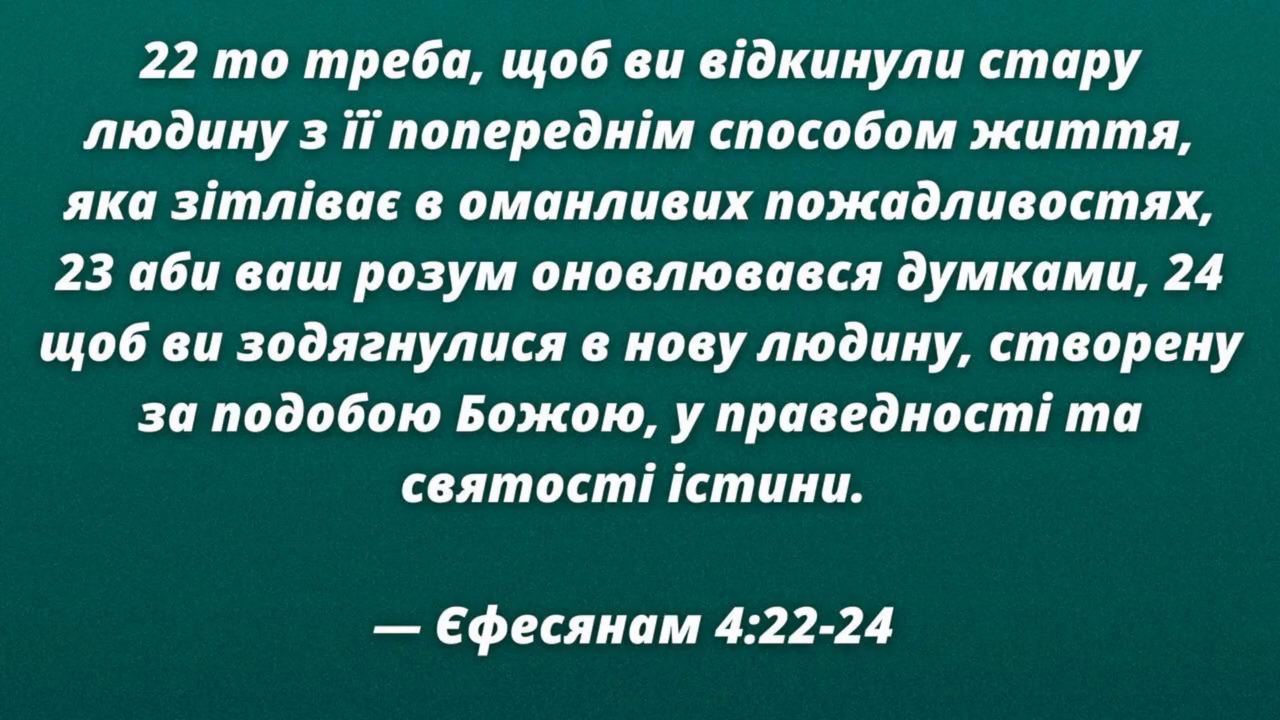 22 то треба, щоб ви відкинули стару
людину з її попереднім способом життя,
яка зітліває в оманливих пожадливостях,
23 аби ваш розум оновлювався думками, 24
щоб ви зодягнулися в нову людину, створену
за подобою Божою, у праведності та
святості істини.
— Єфесянам 4:22-24